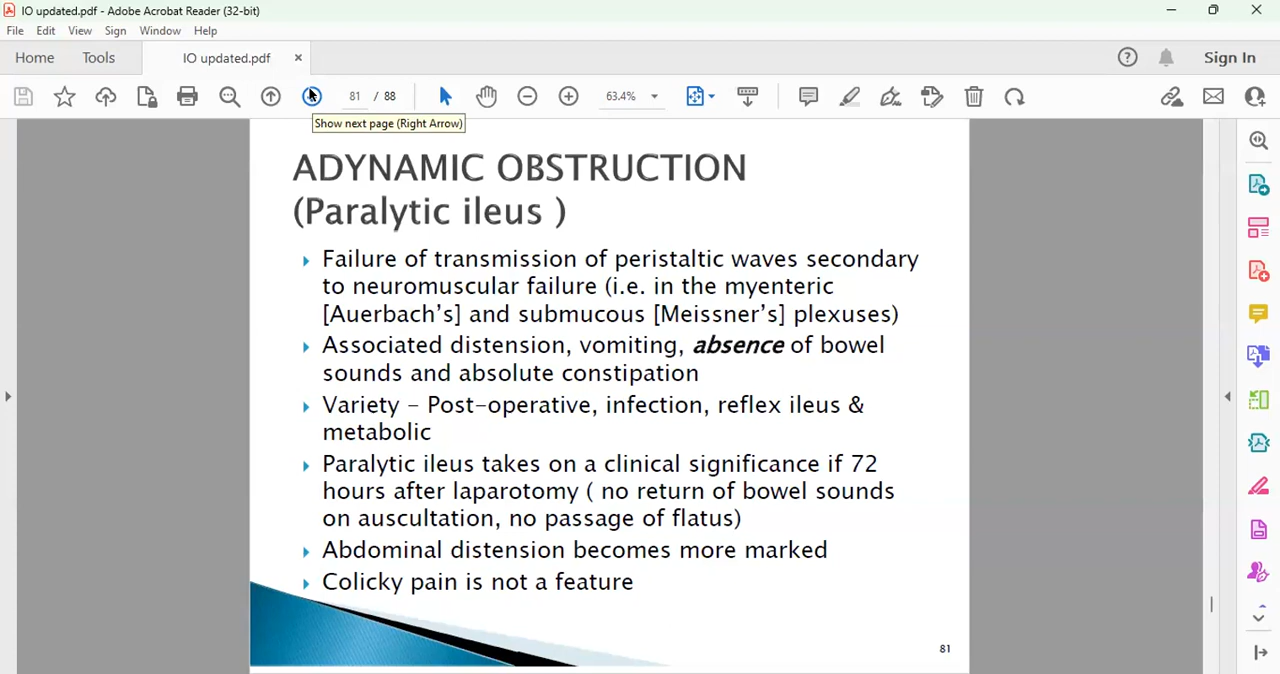 IO updated.pdf - Adobe Acrobat Reader (32-bit)
File Edit View Sign Window Help
Home Tools IO updated.pdf × Sign In
81 / 88 63.4%
Show next page (Right Arrow)
ADYNAMIC OBSTRUCTION
(Paralytic ileus )
Failure of transmission of peristaltic waves secondary
to neuromuscular failure (i.e. in the myenteric
[Auerbach's] and submucous [Meissner's] plexuses)
Associated distension, vomiting, absence of bowel
sounds and absolute constipation
Variety – Post-operative, infection, reflex ileus &
metabolic
Paralytic ileus takes on a clinical significance if 72
hours after laparotomy ( no return of bowel sounds
on auscultation, no passage of flatus)
Abdominal distension becomes more marked
Colicky pain is not a feature
81